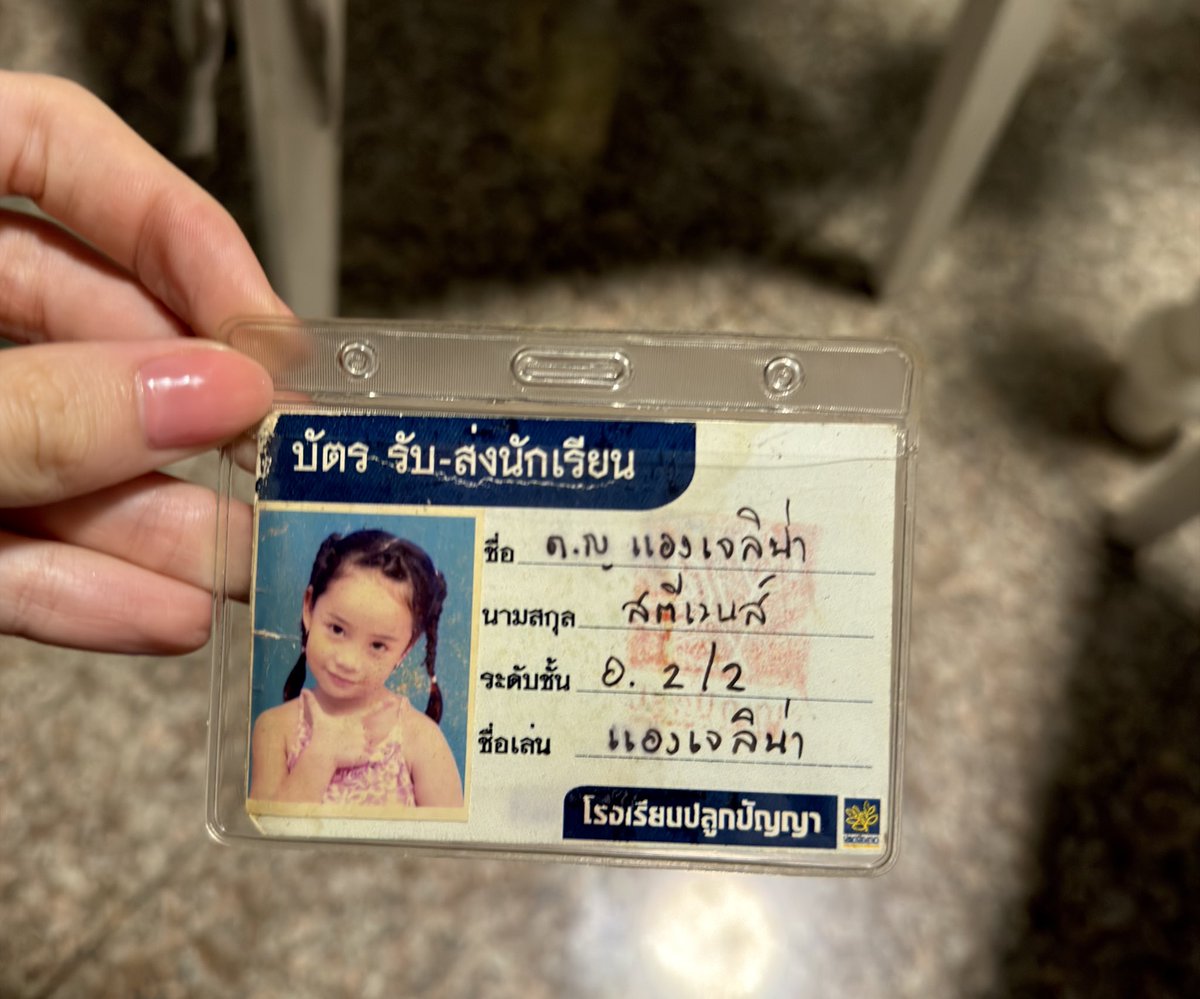 บัตร รับ-ส่งนักเรียน
ชื่อ ด.ญ แองเจลิน่า
นามสกุล สตีเวนส์
ระดับชั้น อ. 2/2
ชื่อเล่น แองเจลิน่า
โรงเรียนปลูกปัญญา